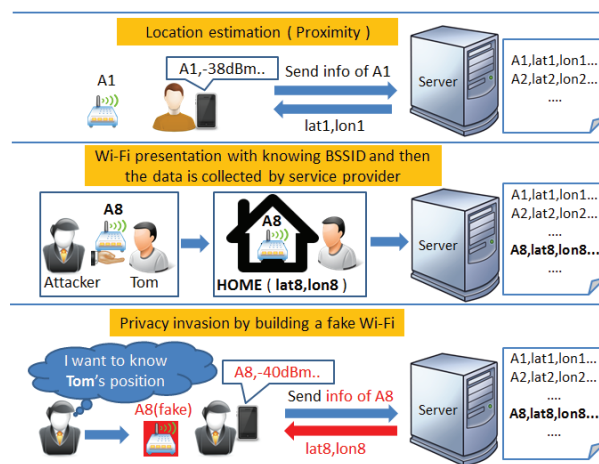 Location estimation ( Proximity )
A1
A1,-38dBm..
Send info of A1
lat1,lon1
Server
A1,lat1,lon1...
A2,lat2,lon2...
....
Wi-Fi presentation with knowing BSSID and then
the data is collected by service provider
A8
Attacker
Tom
A8
HOME ( lat8,lon8 )
Server
A1,lat1,lon1...
A2,lat2,lon2...
....
A8,lat8,lon8...
....
Privacy invasion by building a fake Wi-Fi
I want to know
Tom's position
A8(fake)
A8,-40dBm..
Send info of A8
lat8,lon8
Server
A1,lat1,lon1...
A2,lat2,lon2...
....
A8,lat8,lon8...
....